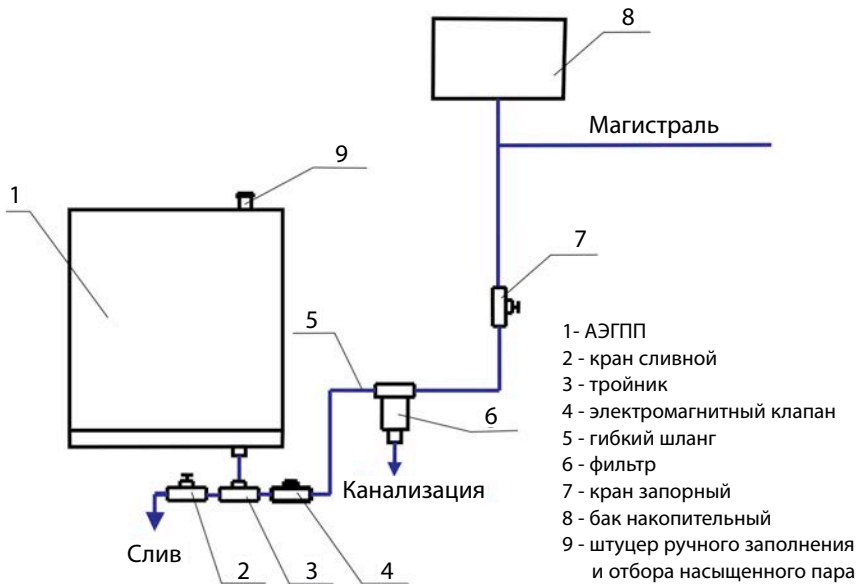 8
Магистраль
9
1
7
5
6
Канализация
Слив
2
3
4
1- АЭГПП
2 - кран сливной
3 - тройник
4 - электромагнитный клапан
5 - гибкий шланг
6 - фильтр
7 - кран запорный
8 - бак накопительный
9 - штуцер ручного заполнения
и отбора насыщенного пара